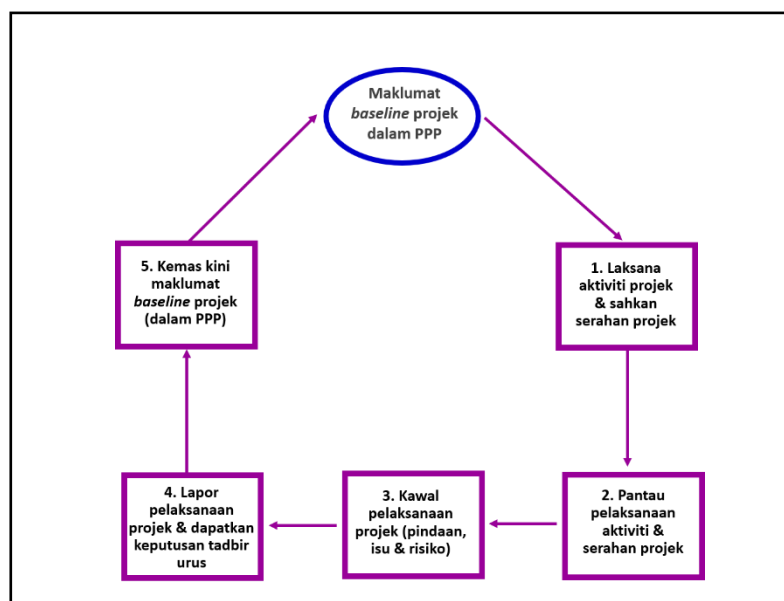 Maklumat
baseline projek
dalam PPP
1. Laksana
aktiviti projek
& sahkan
serahan projek
2. Pantau
pelaksanaan
aktiviti &
serahan projek
3. Kawal
pelaksanaan
projek (pindaan,
isu & risiko)
4. Lapor
pelaksanaan
projek & dapatkan
keputusan tadbir
urus
5. Kemas kini
maklumat
baseline projek
(dalam PPP)